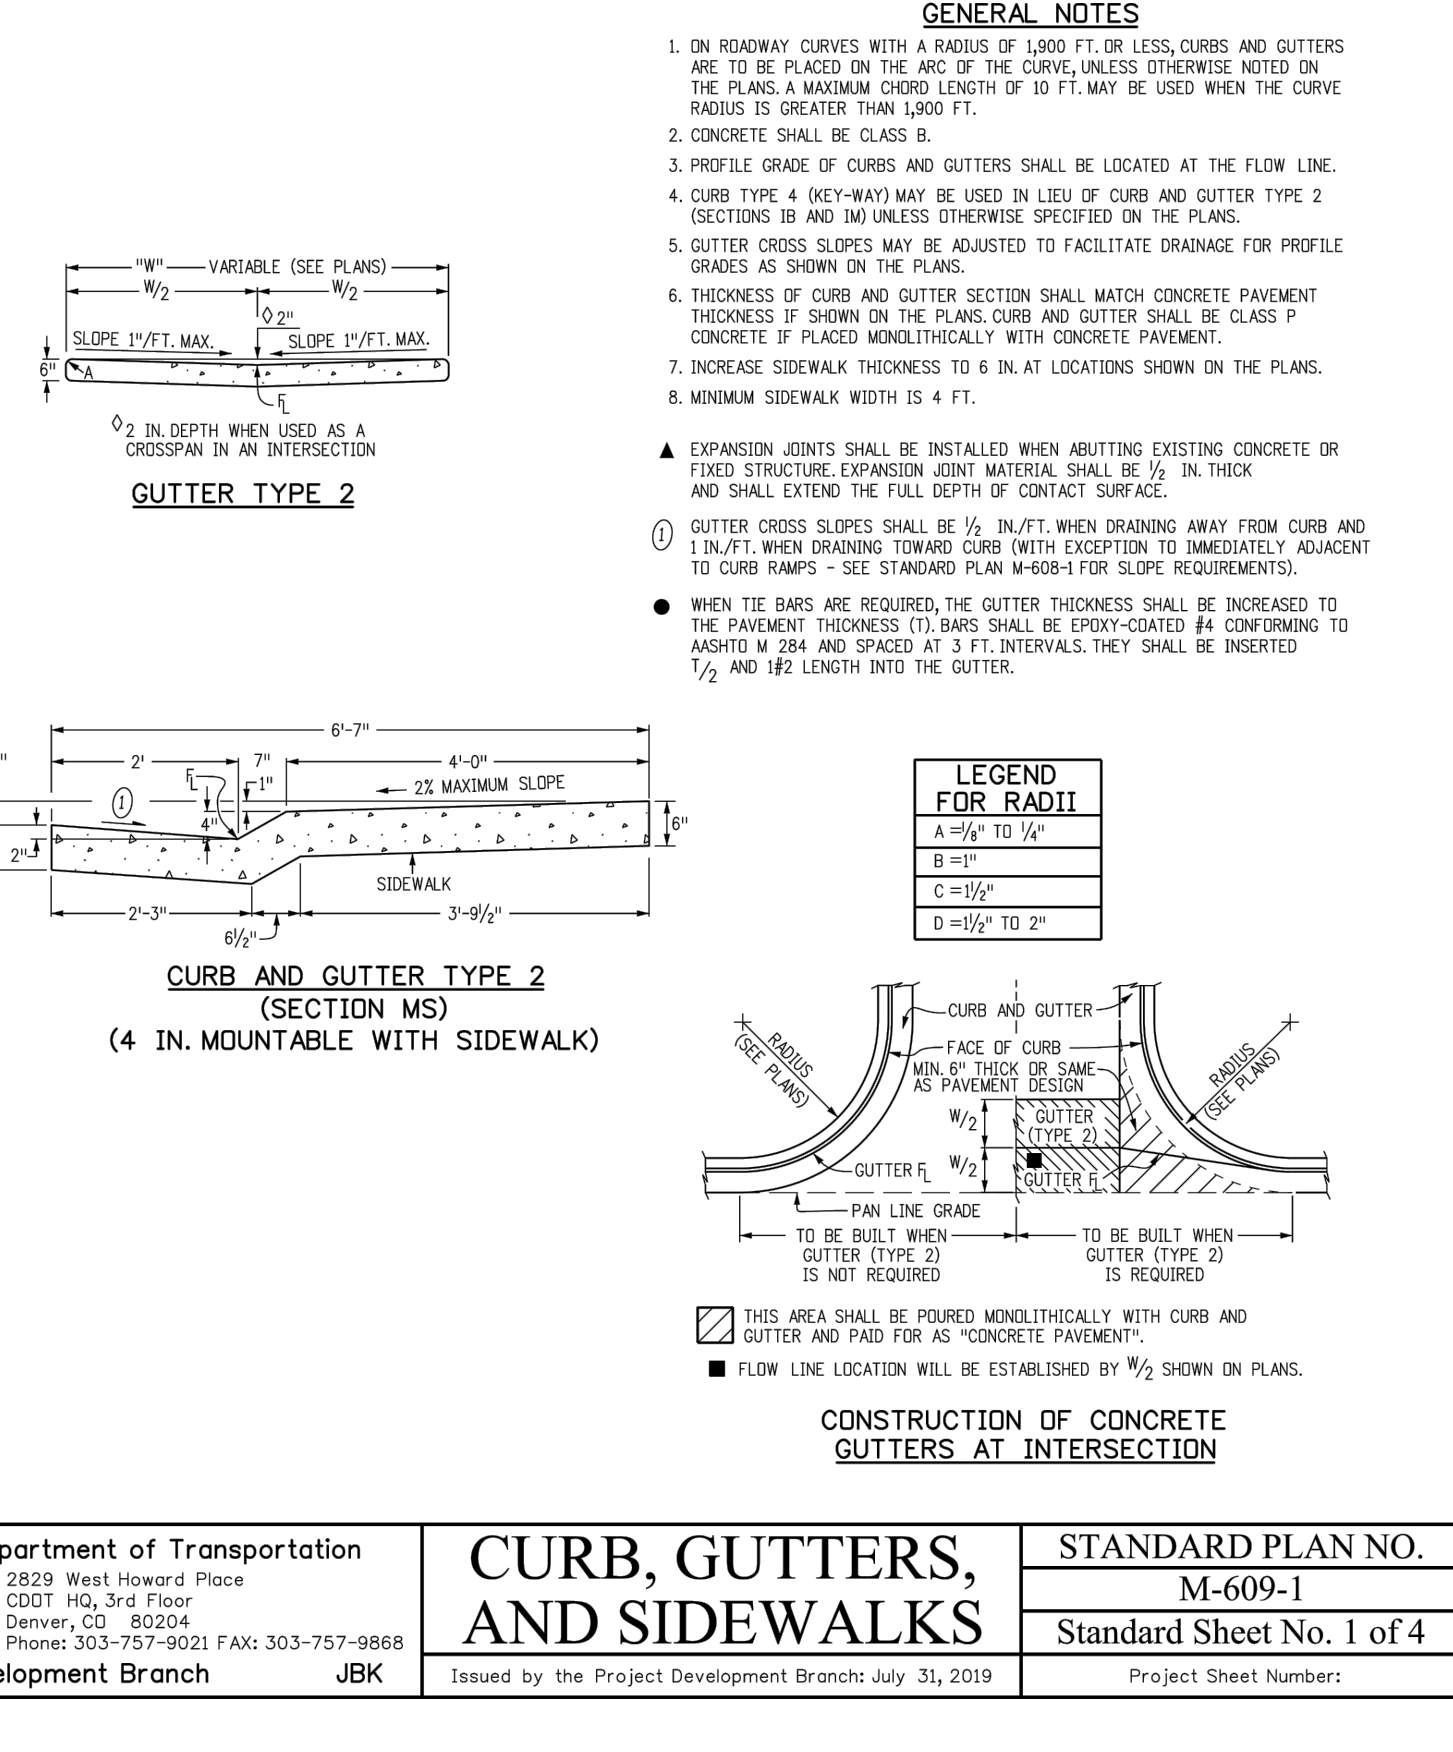 GENERAL NOTES
1. ON ROADWAY CURVES WITH A RADIUS OF 1,900 FT. OR LESS, CURBS AND GUTTERS
ARE TO BE PLACED ON THE ARC OF THE CURVE, UNLESS OTHERWISE NOTED ON
THE PLANS. A MAXIMUM CHORD LENGTH OF 10 FT. MAY BE USED WHEN THE CURVE
RADIUS IS GREATER THAN 1,900 FT.
2. CONCRETE SHALL BE CLASS B.
3. PROFILE GRADE OF CURBS AND GUTTERS SHALL BE LOCATED AT THE FLOW LINE.
4. CURB TYPE 4 (KEY-WAY) MAY BE USED IN LIEU OF CURB AND GUTTER TYPE 2
(SECTIONS IB AND IM) UNLESS OTHERWISE SPECIFIED ON THE PLANS.
5. GUTTER CROSS SLOPES MAY BE ADJUSTED TO FACILITATE DRAINAGE FOR PROFILE
GRADES AS SHOWN ON THE PLANS.
6. THICKNESS OF CURB AND GUTTER SECTION SHALL MATCH CONCRETE PAVEMENT
THICKNESS IF SHOWN ON THE PLANS. CURB AND GUTTER SHALL BE CLASS P
CONCRETE IF PLACED MONOLITHICALLY WITH CONCRETE PAVEMENT.
7. INCREASE SIDEWALK THICKNESS TO 6 IN. AT LOCATIONS SHOWN ON THE PLANS.
8. MINIMUM SIDEWALK WIDTH IS 4 FT.
▲ EXPANSION JOINTS SHALL BE INSTALLED WHEN ABUTTING EXISTING CONCRETE OR
FIXED STRUCTURE. EXPANSION JOINT MATERIAL SHALL BE 1/2 IN. THICK
AND SHALL EXTEND THE FULL DEPTH OF CONTACT SURFACE.
① GUTTER CROSS SLOPES SHALL BE 1/2 IN./FT. WHEN DRAINING AWAY FROM CURB AND
1 IN./FT. WHEN DRAINING TOWARD CURB (WITH EXCEPTION TO IMMEDIATELY ADJACENT
TO CURB RAMPS - SEE STANDARD PLAN M-608-1 FOR SLOPE REQUIREMENTS).
● WHEN TIE BARS ARE REQUIRED, THE GUTTER THICKNESS SHALL BE INCREASED TO
THE PAVEMENT THICKNESS (T). BARS SHALL BE EPOXY-COATED #4 CONFORMING TO
AASHTO M 284 AND SPACED AT 3 FT. INTERVALS. THEY SHALL BE INSERTED
T/2 AND 1#2 LENGTH INTO THE GUTTER.
"W" VARIABLE (SEE PLANS)
W/2 W/2
◇ 2"
SLOPE 1"/FT. MAX. SLOPE 1"/FT. MAX.
6" A
FL
◇ 2 IN. DEPTH WHEN USED AS A
CROSSPAN IN AN INTERSECTION
GUTTER TYPE 2
6'-7"
2' 7" 4'-0"
FL 1" 2% MAXIMUM SLOPE
①
4" 6"
2"
SIDEWALK
2'-3" 3'-9 1/2"
6 1/2"
CURB AND GUTTER TYPE 2
(SECTION MS)
(4 IN. MOUNTABLE WITH SIDEWALK)
LEGEND
FOR RADII
A =1/8" TO 1/4"
B =1"
C =1 1/2"
D =1 1/2" TO 2"
CURB AND GUTTER
FACE OF CURB
RADIUS
(SEE PLANS)
RADIUS
(SEE PLANS)
MIN. 6" THICK OR SAME
AS PAVEMENT DESIGN
W/2 GUTTER
(TYPE 2)
GUTTER FL W/2 ■
GUTTER FL
PAN LINE GRADE
TO BE BUILT WHEN
GUTTER (TYPE 2)
IS NOT REQUIRED
TO BE BUILT WHEN
GUTTER (TYPE 2)
IS REQUIRED
THIS AREA SHALL BE POURED MONOLITHICALLY WITH CURB AND
GUTTER AND PAID FOR AS "CONCRETE PAVEMENT".
■ FLOW LINE LOCATION WILL BE ESTABLISHED BY W/2 SHOWN ON PLANS.
CONSTRUCTION OF CONCRETE
GUTTERS AT INTERSECTION
partment of Transportation
2829 West Howard Place
CDOT HQ, 3rd Floor
Denver, CO 80204
Phone: 303-757-9021 FAX: 303-757-9868
elopment Branch JBK
CURB, GUTTERS,
AND SIDEWALKS
Issued by the Project Development Branch: July 31, 2019
STANDARD PLAN NO.
M-609-1
Standard Sheet No. 1 of 4
Project Sheet Number: